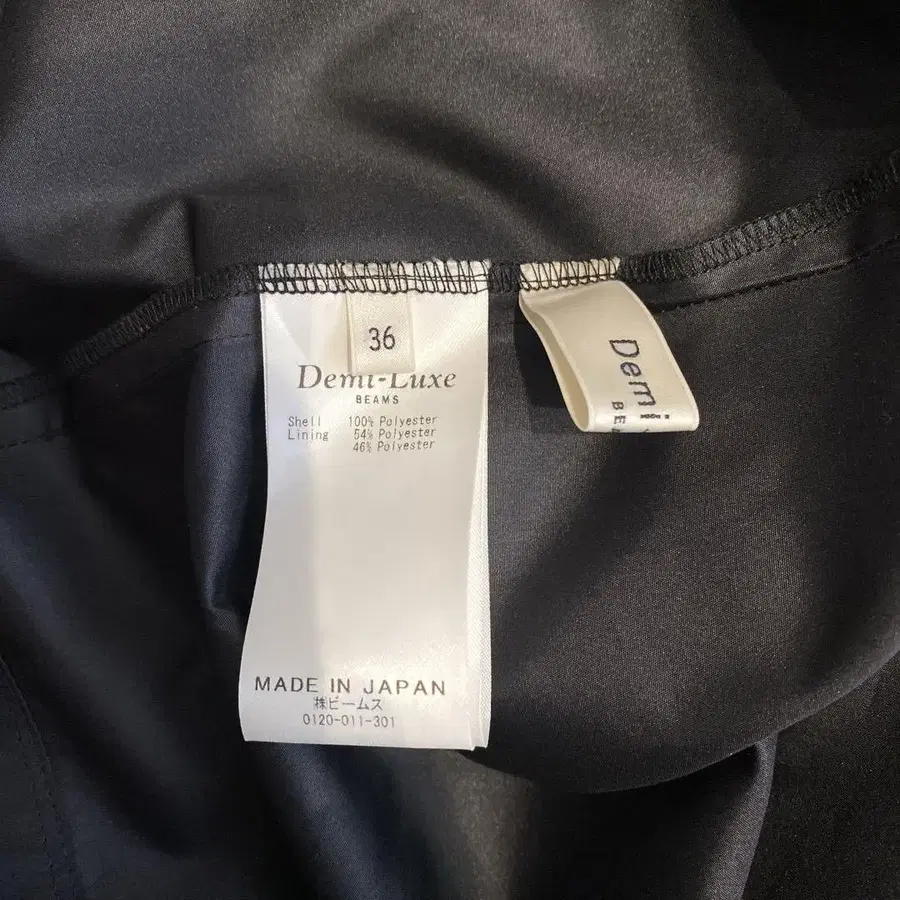 36
Demi-Luxe
BEAMS
Shell 100% Polyester
Lining 54% Polyester
46% Polyester
MADE IN JAPAN
㈱ビームス
0120-011-301
Demi